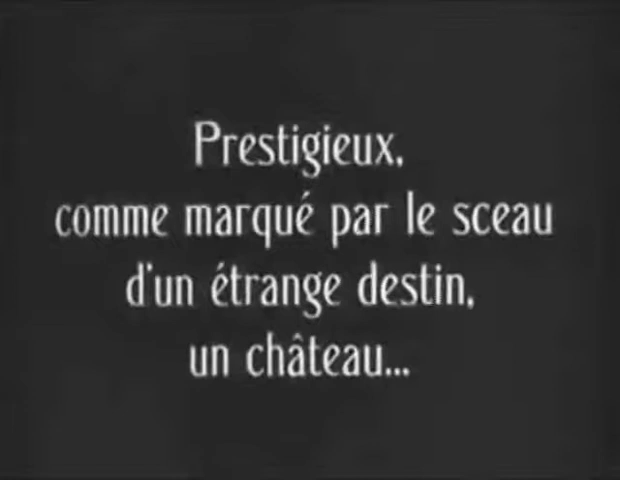 Prestigieux,
comme marqué par le sceau
d'un étrange destin,
un château...